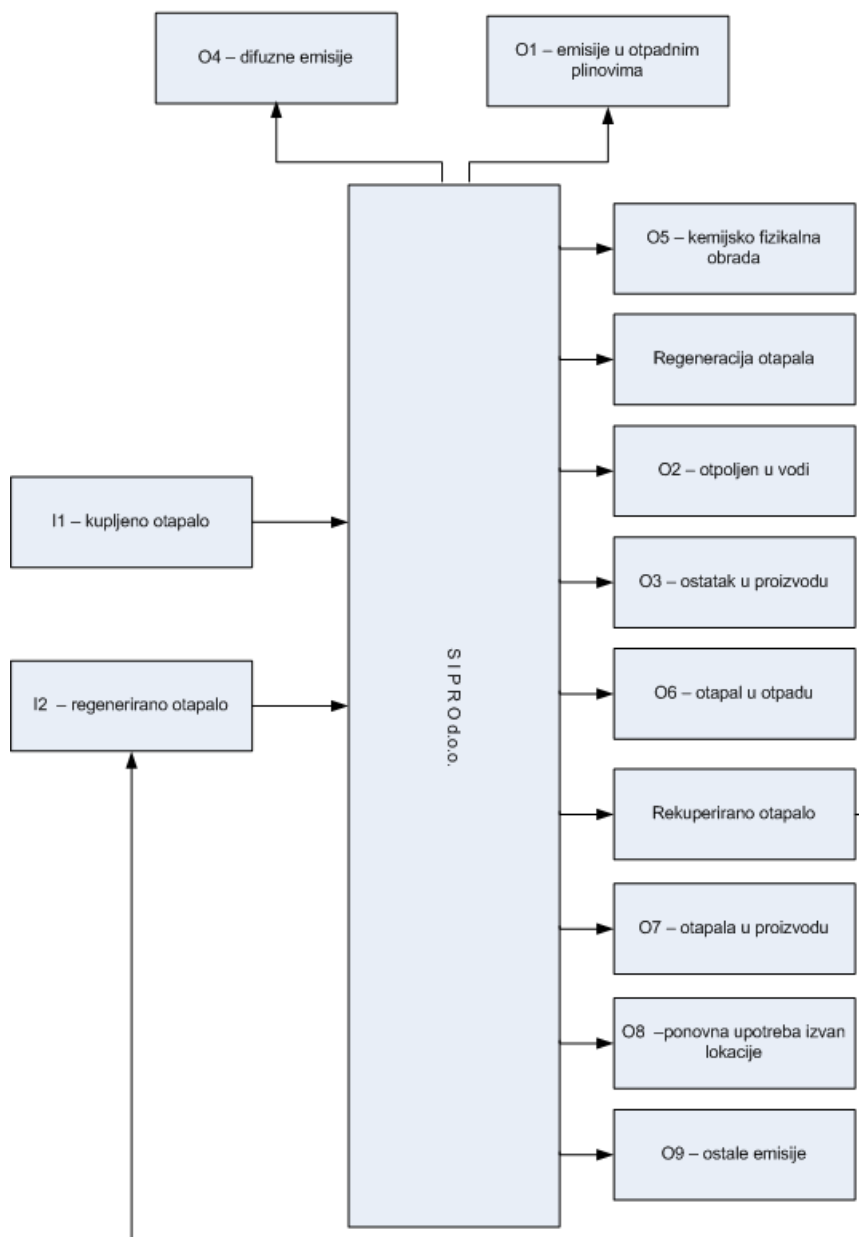 O4 – difuzne emisije
O1 – emisije u otpadnim
plinovima
O5 – kemijsko fizikalna
obrada
Regeneracija otapala
O2 – otpoljen u vodi
I1 – kupljeno otapalo
O3 – ostatak u proizvodu
S I P R O d.o.o.
I2 – regenerirano otapalo
O6 – otapal u otpadu
Rekuperirano otapalo
O7 – otapala u proizvodu
O8 –ponovna upotreba izvan
lokacije
O9 – ostale emisije